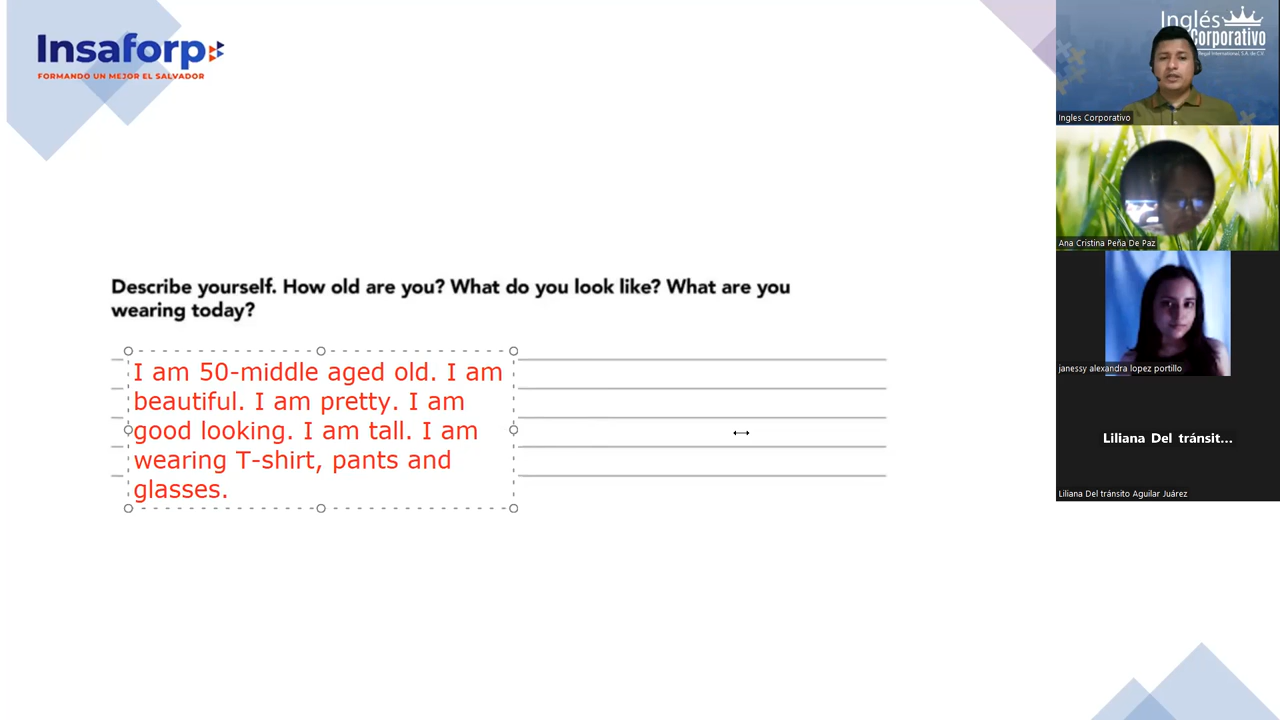 Insaforp
FORMANDO UN MEJOR EL SALVADOR
Describe yourself. How old are you? What do you look like? What are you
wearing today?
I am 50-middle aged old. I am
beautiful. I am pretty. I am
good looking. I am tall. I am
wearing T-shirt, pants and
glasses.
Inglés
Corporativo
Ingles Corporativo
Ana Cristina Peña De Paz
janessy alexandra lopez portillo
Liliana Del tránsit...
Liliana Del tránsito Aguilar Juárez